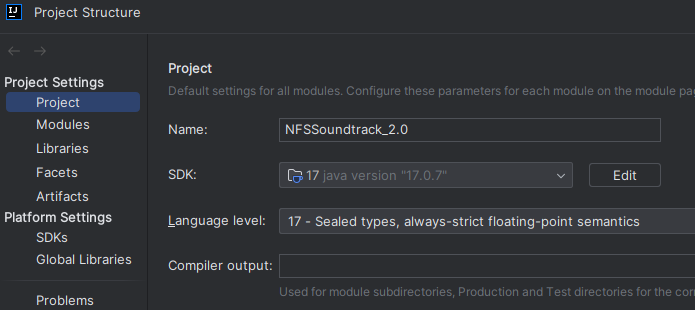 IJ
Project Structure
Project Settings
Project
Modules
Libraries
Facets
Artifacts
Platform Settings
SDKs
Global Libraries
Problems
Project
Default settings for all modules. Configure these parameters for each module on the module pa
Name: NFSSoundtrack_2.0
SDK: 17 java version "17.0.7" Edit
Language level: 17 - Sealed types, always-strict floating-point semantics
Compiler output:
Used for module subdirectories, Production and Test directories for the cor